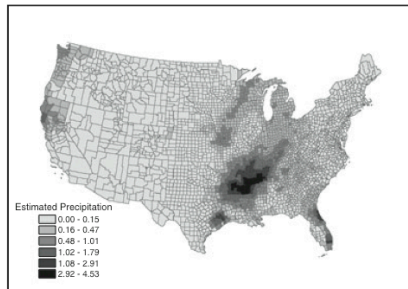 Estimated Precipitation
0.00 - 0.15
0.16 - 0.47
0.48 - 1.01
1.02 - 1.79
1.08 - 2.91
2.92 - 4.53